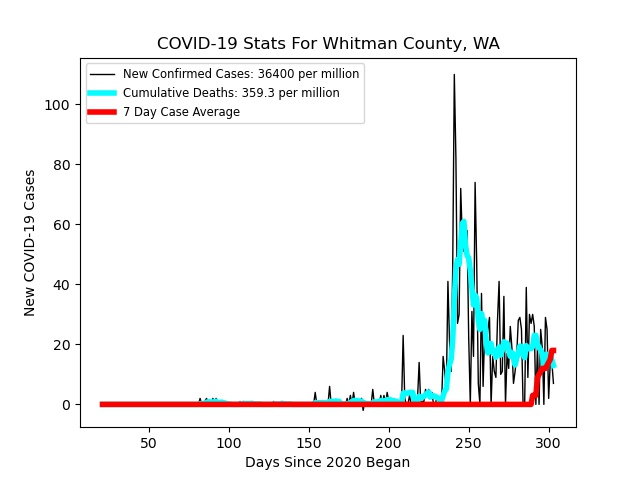 COVID-19 Stats For Whitman County, WA
New Confirmed Cases: 36400 per million
Cumulative Deaths: 359.3 per million
7 Day Case Average
New COVID-19 Cases
100
80
60
40
20
0
50 100 150 200 250 300
Days Since 2020 Began